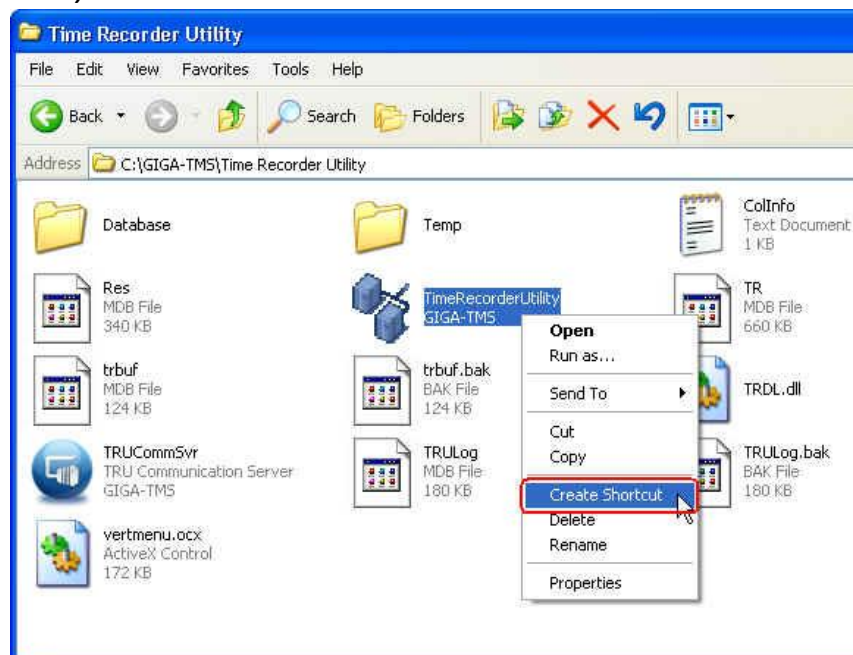 Time Recorder Utility
File Edit View Favorites Tools Help
Back Search Folders
Address C:\GIGA-TMS\Time Recorder Utility
Database
Temp
ColInfo
Text Document
1 KB
Res
MDB File
340 KB
TimeRecorderUtility
GIGA-TMS
TR
MDB File
660 KB
trbuf
MDB File
124 KB
trbuf.bak
BAK File
124 KB
TRDL.dll
TRUCommSvr
TRU Communication Server
GIGA-TMS
TRULog
MDB File
180 KB
TRULog.bak
BAK File
180 KB
vertmenu.ocx
ActiveX Control
172 KB
Open
Run as...
Send To
Cut
Copy
Create Shortcut
Delete
Rename
Properties